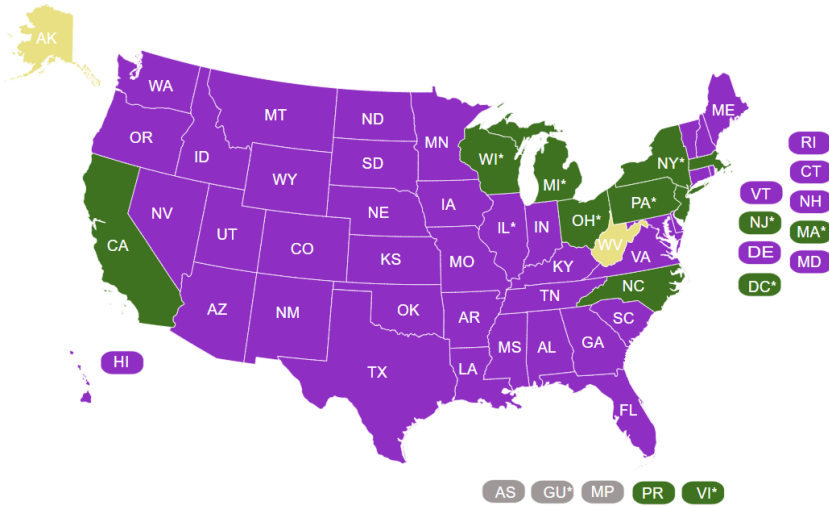 AK
WA
MT
ND
MN
ME
OR
ID
WY
SD
WI*
MI*
NY*
RI
CT
VT
NH
NV
UT
CO
NE
KS
IA
MO
IL*
IN
OH*
PA*
WV
VA
KY
NJ*
MA*
DE
MD
DC*
CA
AZ
NM
OK
AR
TN
NC
SC
MS
AL
GA
LA
TX
FL
HI
AS
GU*
MP
PR
VI*